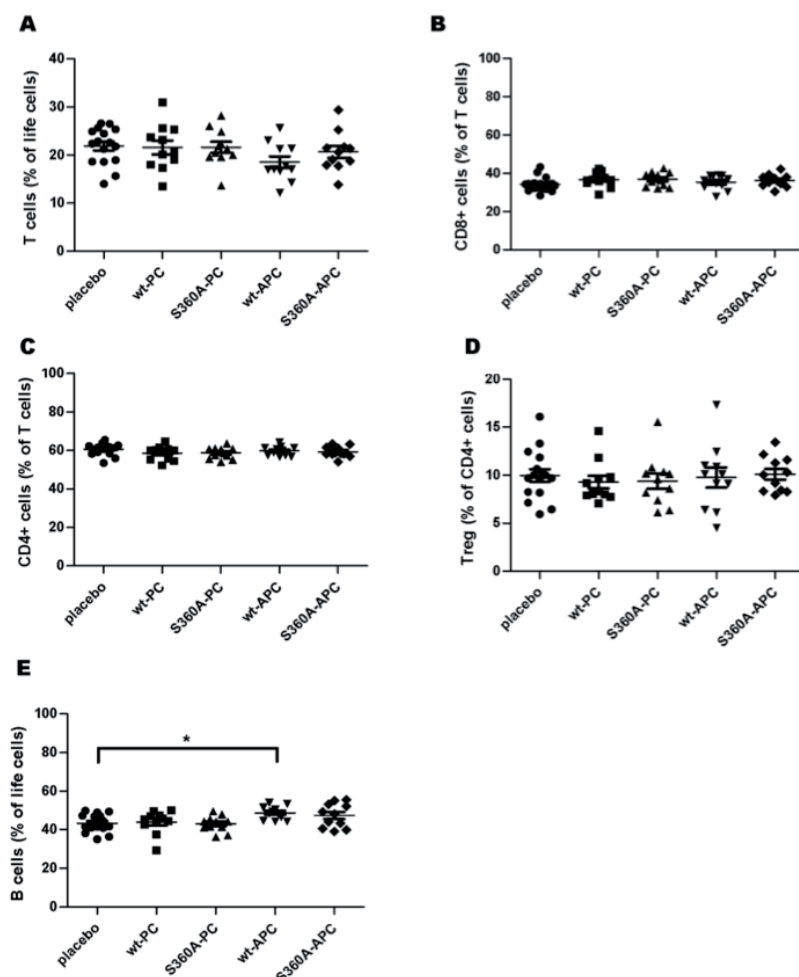 A
T cells (% of life cells)
40
30
20
10
0
placebo
wt-PC
S360A-PC
wt-APC
S360A-APC
B
CD8+ cells (% of T cells)
100
80
60
40
20
0
placebo
wt-PC
S360A-PC
wt-APC
S360A-APC
C
CD4+ cells (% of T cells)
100
80
60
40
20
0
placebo
wt-PC
S360A-PC
wt-APC
S360A-APC
D
Treg (% of CD4+ cells)
20
15
10
5
0
placebo
wt-PC
S360A-PC
wt-APC
S360A-APC
E
B cells (% of life cells)
100
80
60
40
20
0
*
placebo
wt-PC
S360A-PC
wt-APC
S360A-APC